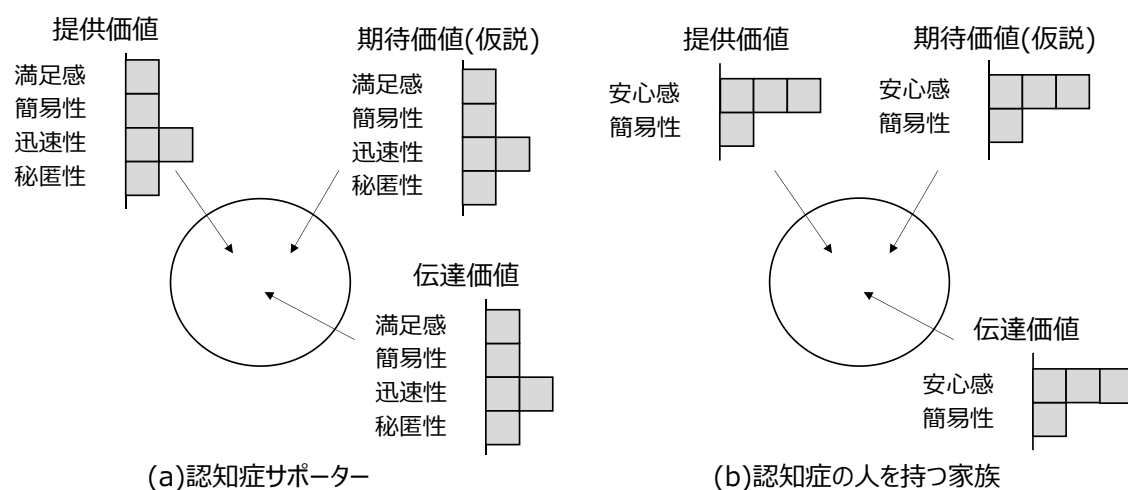 提供価値
満足感
簡易性
迅速性
秘匿性
期待価値(仮説)
満足感
簡易性
迅速性
秘匿性
伝達価値
満足感
簡易性
迅速性
秘匿性
(a)認知症サポーター
提供価値
安心感
簡易性
期待価値(仮説)
安心感
簡易性
伝達価値
安心感
簡易性
(b)認知症の人を持つ家族